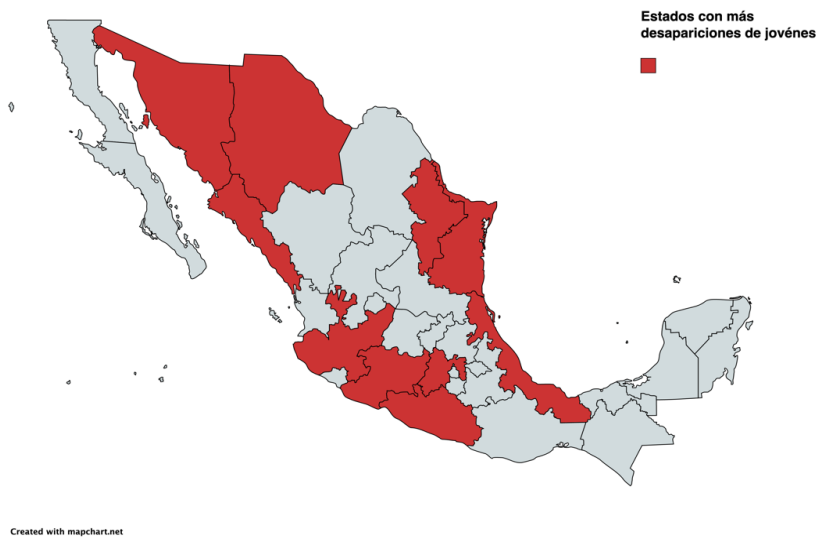 Estados con más
desapariciones de jovénes
Created with mapchart.net